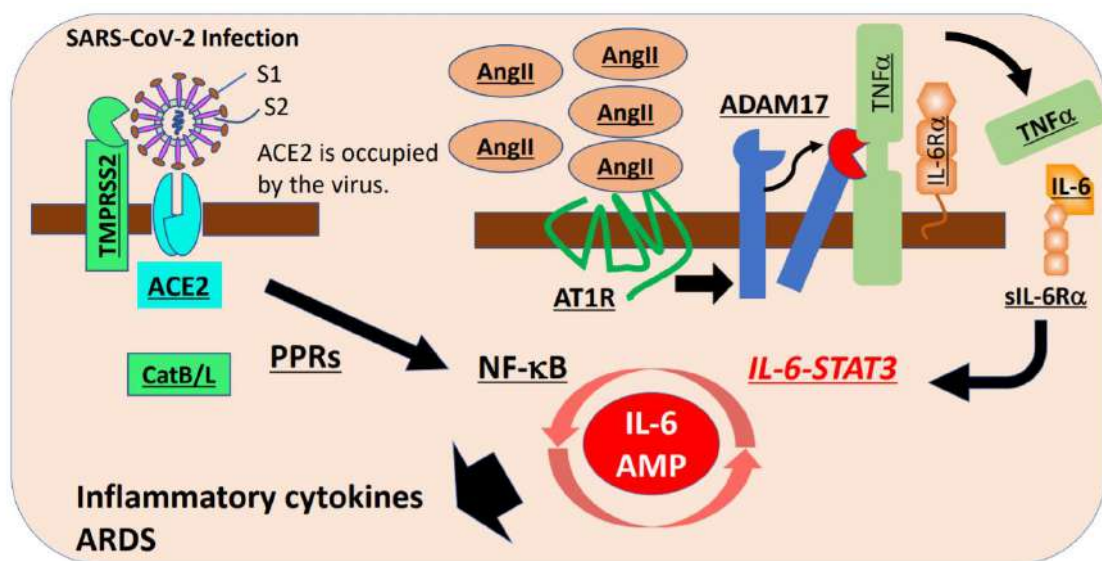 SARS-CoV-2 Infection
S1
S2
TMPRSS2
ACE2 is occupied
by the virus.
ACE2
CatB/L
PPRs
AngII
AngII
AngII
AngII
AngII
AT1R
ADAM17
TNFα
IL-6Rα
TNFα
IL-6
sIL-6Rα
NF-κB
IL-6-STAT3
IL-6
AMP
Inflammatory cytokines
ARDS